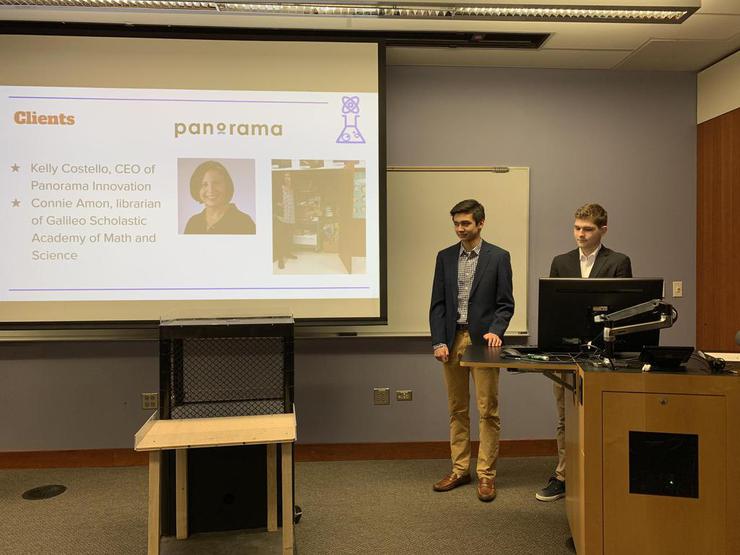 Clients
panorama
★ Kelly Costello, CEO of
Panorama Innovation
★ Connie Amon, librarian
of Galileo Scholastic
Academy of Math and
Science